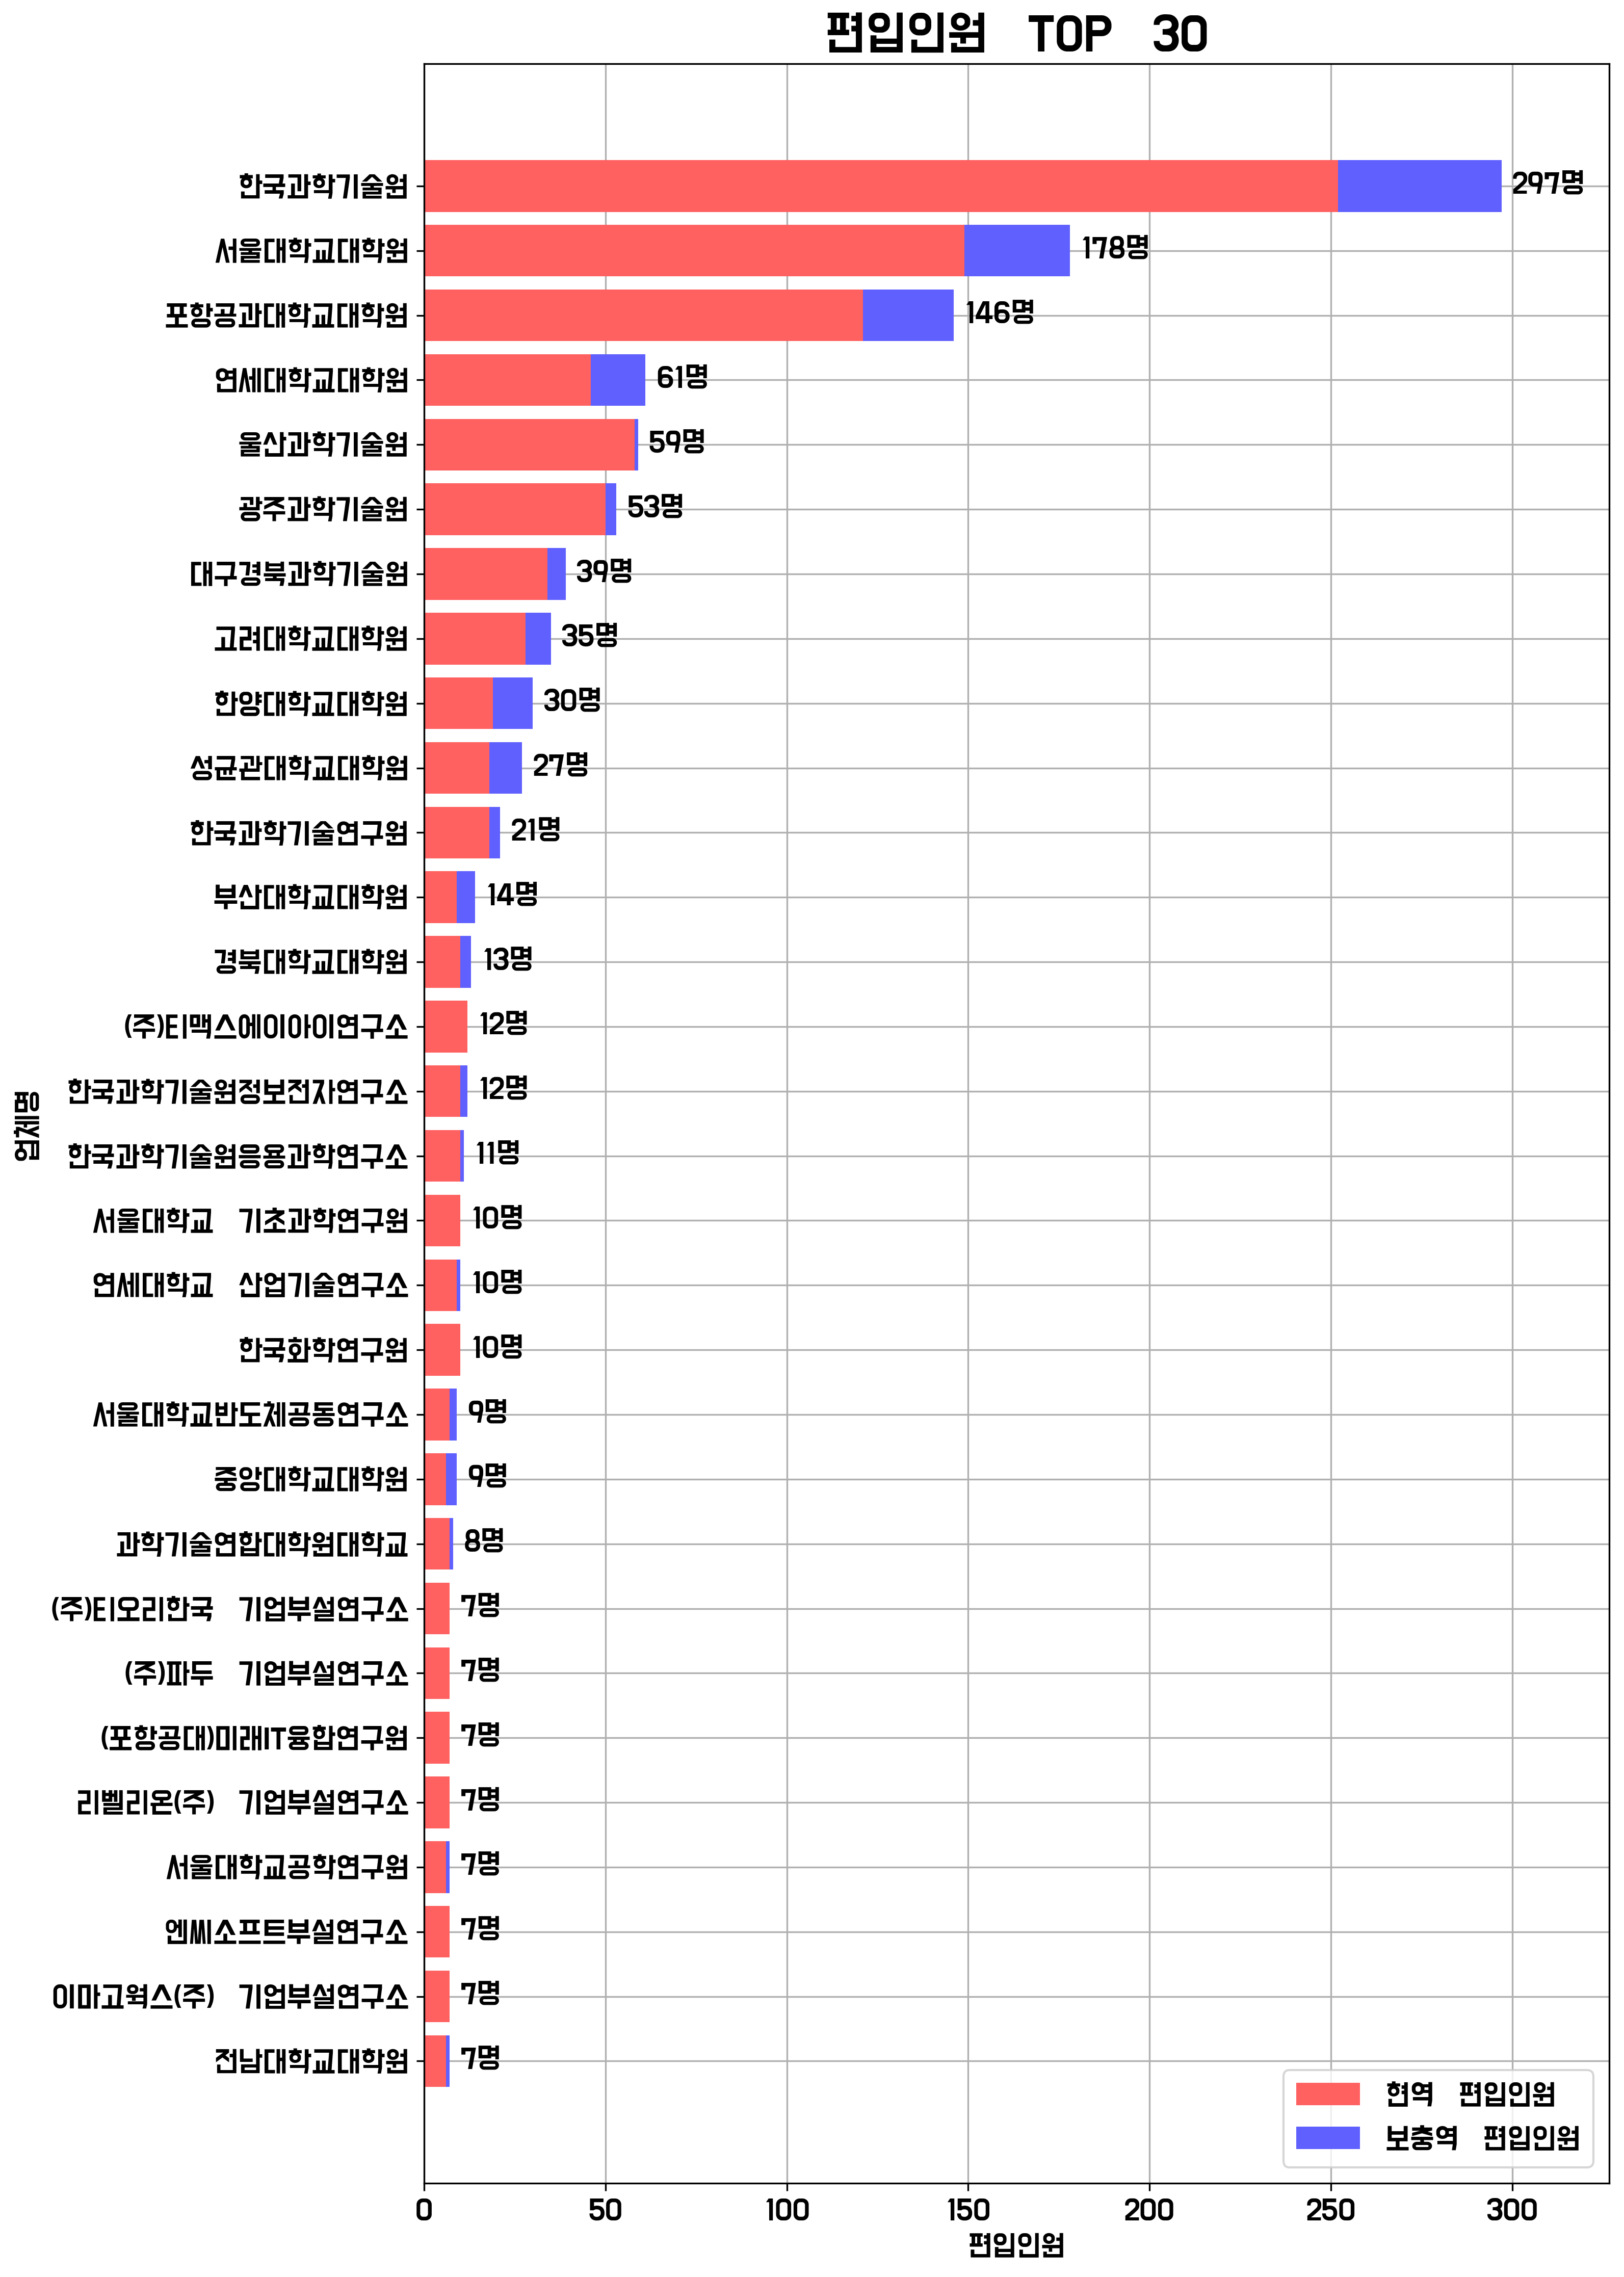 편입인원 TOP 30
한국과학기술원 297명
서울대학교대학원 178명
포항공과대학교대학원 146명
연세대학교대학원 61명
울산과학기술원 59명
광주과학기술원 53명
대구경북과학기술원 39명
고려대학교대학원 35명
한양대학교대학원 30명
성균관대학교대학원 27명
한국과학기술연구원 21명
부산대학교대학원 14명
경북대학교대학원 13명
(주)티맥스에이아이연구소 12명
한국과학기술원정보전자연구소 12명
한국과학기술원응용과학연구소 11명
서울대학교 기초과학연구원 10명
연세대학교 산업기술연구소 10명
한국화학연구원 10명
서울대학교반도체공동연구소 9명
중앙대학교대학원 9명
과학기술연합대학원대학교 8명
(주)티오리한국 기업부설연구소 7명
(주)파두 기업부설연구소 7명
(포항공대)미래IT융합연구원 7명
리벨리온(주) 기업부설연구소 7명
서울대학교공학연구원 7명
엔씨소프트부설연구소 7명
이마고웍스(주) 기업부설연구소 7명
전남대학교대학원 7명
업체명
현역 편입인원
보충역 편입인원
0 50 100 150 200 250 300
편입인원